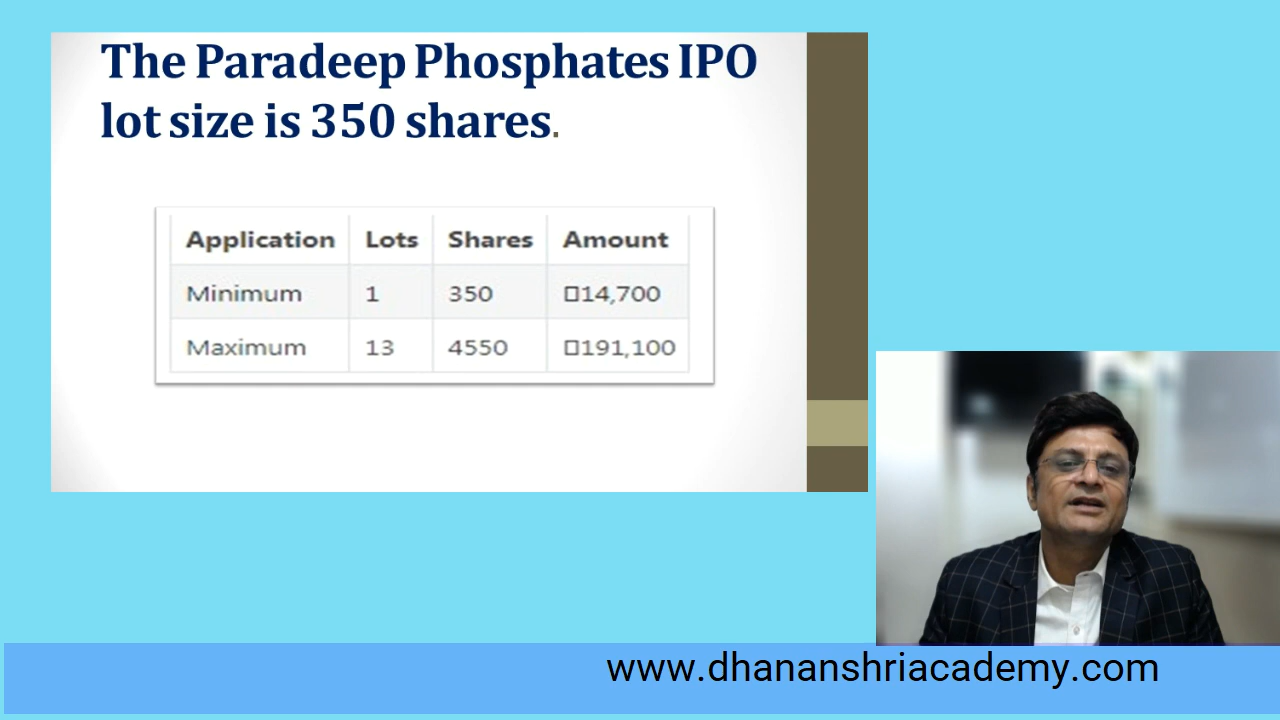 The Paradeep Phosphates IPO
lot size is 350 shares.
Application Lots Shares Amount
Minimum 1 350 □14,700
Maximum 13 4550 □191,100
www.dhananshriacademy.com